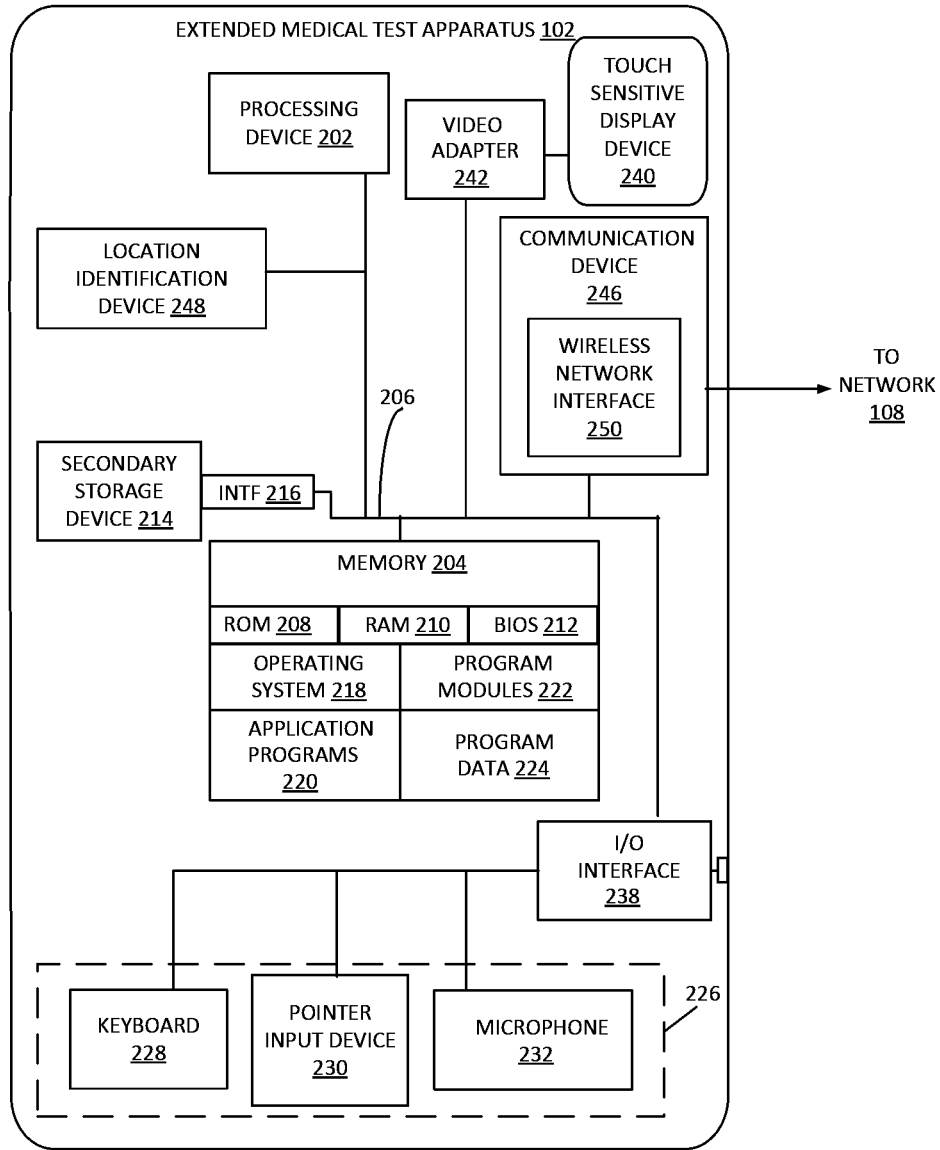 EXTENDED MEDICAL TEST APPARATUS 102
TOUCH
SENSITIVE
DISPLAY
DEVICE
240
PROCESSING
DEVICE 202
VIDEO
ADAPTER
242
LOCATION
IDENTIFICATION
DEVICE 248
COMMUNICATION
DEVICE
246
WIRELESS
NETWORK
INTERFACE
250
TO
NETWORK
108
206
SECONDARY
STORAGE
DEVICE 214
INTF 216
MEMORY 204
ROM 208
RAM 210
BIOS 212
OPERATING
SYSTEM 218
PROGRAM
MODULES 222
APPLICATION
PROGRAMS
220
PROGRAM
DATA 224
I/O
INTERFACE
238
226
KEYBOARD
228
POINTER
INPUT DEVICE
230
MICROPHONE
232